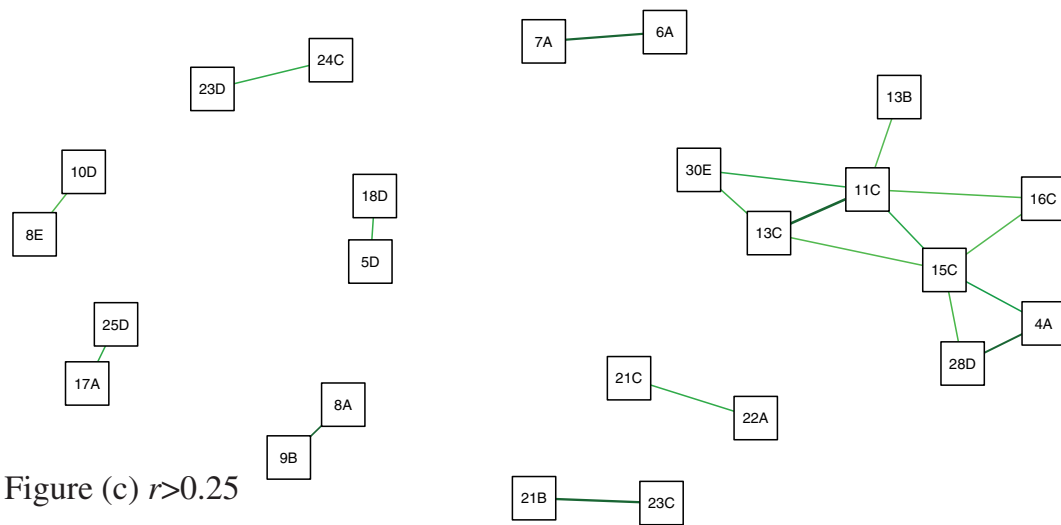 7A
6A
24C
23D
13B
10D
30E
11C
18D
16C
8E
13C
5D
15C
25D
4A
28D
17A
21C
8A
22A
9B
Figure (c) r>0.25
21B
23C